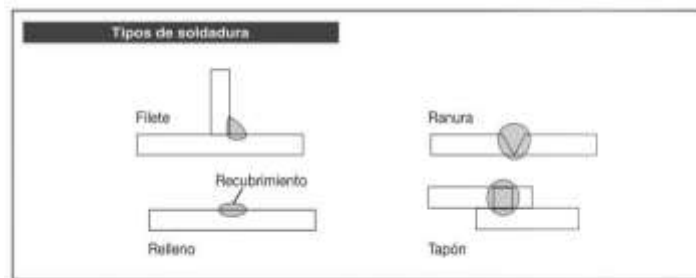 Tipos de soldadura
Filete
Ranura
Recubrimiento
Relleno
Tapón